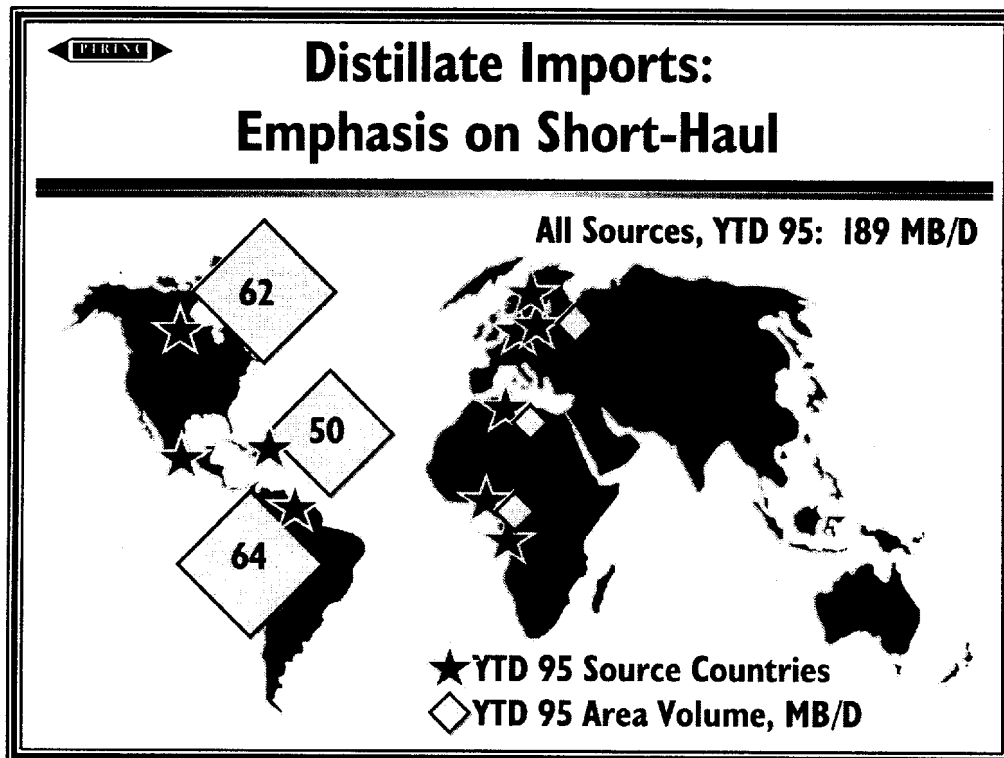 PIRINC
Distillate Imports:
Emphasis on Short-Haul
All Sources, YTD 95: 189 MB/D
62
50
64
YTD 95 Source Countries
YTD 95 Area Volume, MB/D